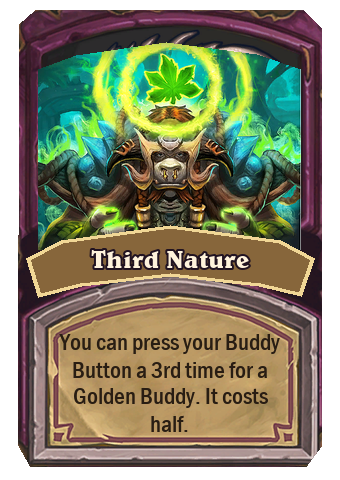 Third Nature
You can press your Buddy
Button a 3rd time for a
Golden Buddy. It costs
half.